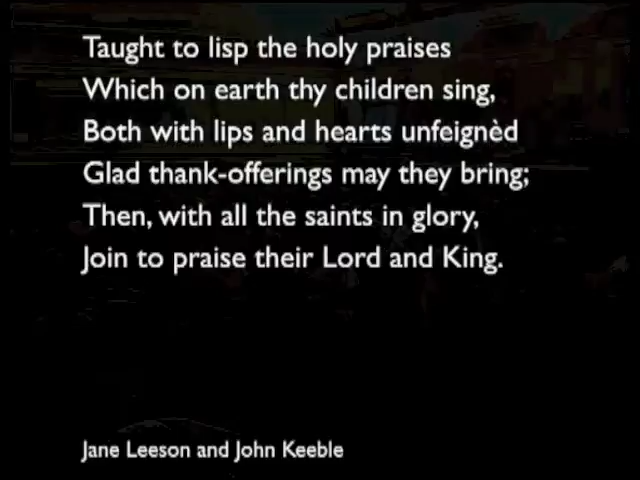 Taught to lisp the holy praises
Which on earth thy children sing,
Both with lips and hearts unfeignèd
Glad thank-offerings may they bring;
Then, with all the saints in glory,
Join to praise their Lord and King.
Jane Leeson and John Keeble